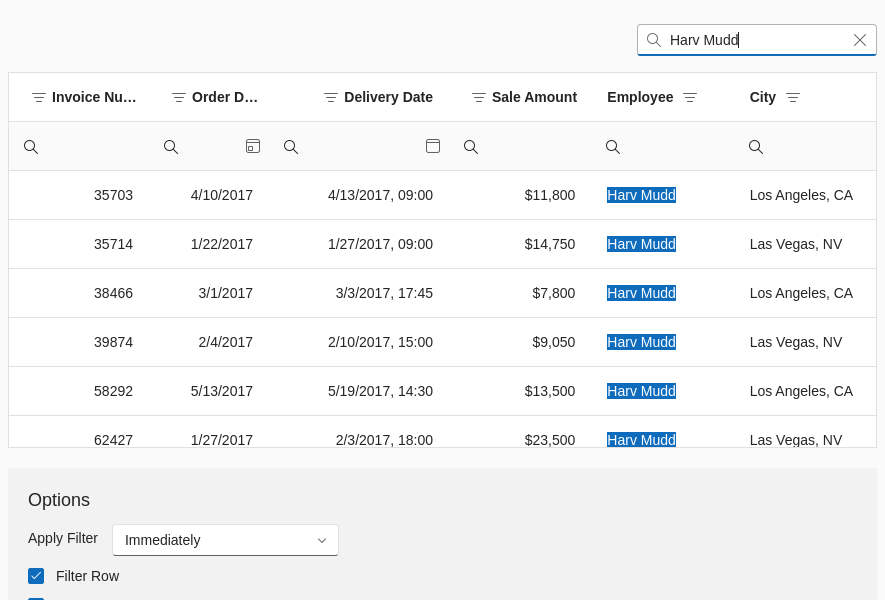 Harv Mudd
Invoice Nu... Order D... Delivery Date Sale Amount Employee City
35703 4/10/2017 4/13/2017, 09:00 $11,800 Harv Mudd Los Angeles, CA
35714 1/22/2017 1/27/2017, 09:00 $14,750 Harv Mudd Las Vegas, NV
38466 3/1/2017 3/3/2017, 17:45 $7,800 Harv Mudd Los Angeles, CA
39874 2/4/2017 2/10/2017, 15:00 $9,050 Harv Mudd Las Vegas, NV
58292 5/13/2017 5/19/2017, 14:30 $13,500 Harv Mudd Los Angeles, CA
62427 1/27/2017 2/3/2017, 18:00 $23,500 Harv Mudd Las Vegas, NV
Options
Apply Filter Immediately
Filter Row